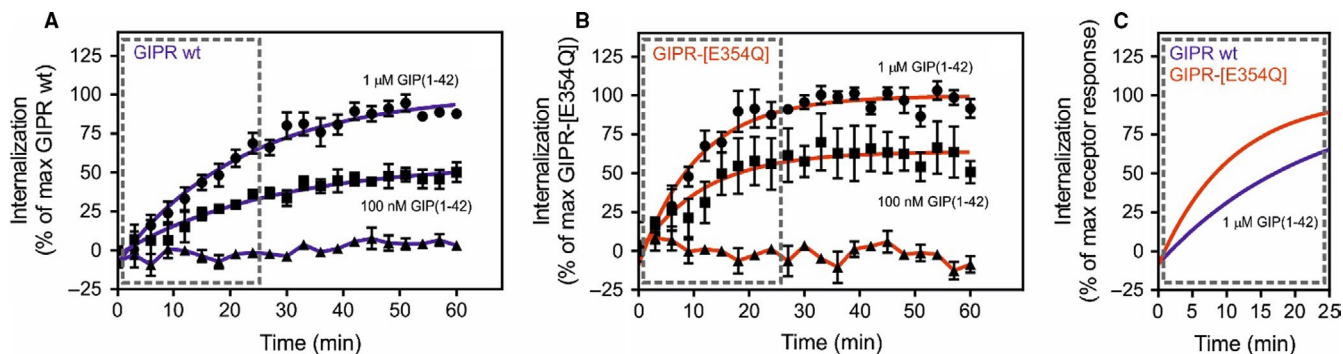 A
GIPR wt
1 µM GIP(1-42)
100 nM GIP(1-42)
Internalization
(% of max GIPR wt)
125
100
75
50
25
0
–25
0 10 20 30 40 50 60
Time (min)
B
GIPR-[E354Q]
1 µM GIP(1-42)
100 nM GIP(1-42)
Internalization
(% of max GIPR-[E354Q])
125
100
75
50
25
0
–25
0 10 20 30 40 50 60
Time (min)
C
GIPR wt
GIPR-[E354Q]
1 µM GIP(1-42)
Internalization
(% of max receptor response)
125
100
75
50
25
0
–25
0 5 10 15 20 25
Time (min)